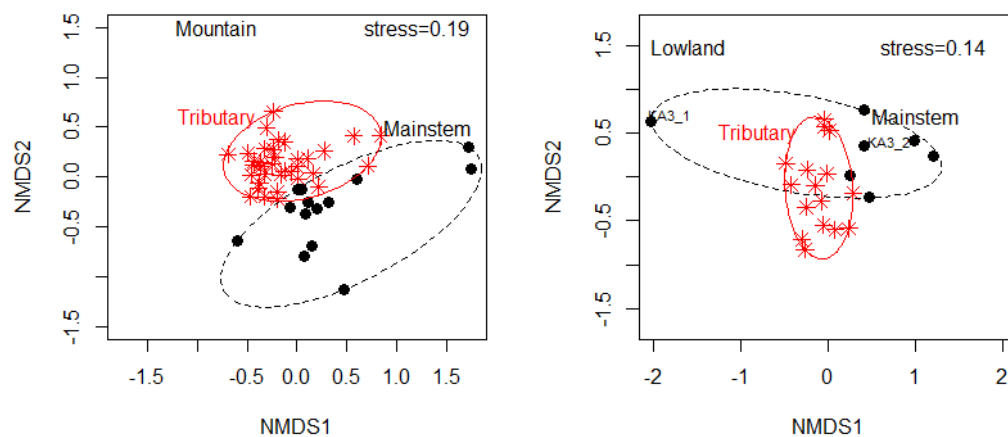 Mountain stress=0.19
Tributary
Mainstem
NMDS2
1.5
1.0
0.5
0.0
-0.5
-1.5
-1.5 -0.5 0.0 0.5 1.5
NMDS1
Lowland stress=0.14
KA3_1
Mainstem
Tributary
KA3_2
NMDS2
1.5
0.5
-0.5
-1.5
-2 -1 0 1 2
NMDS1